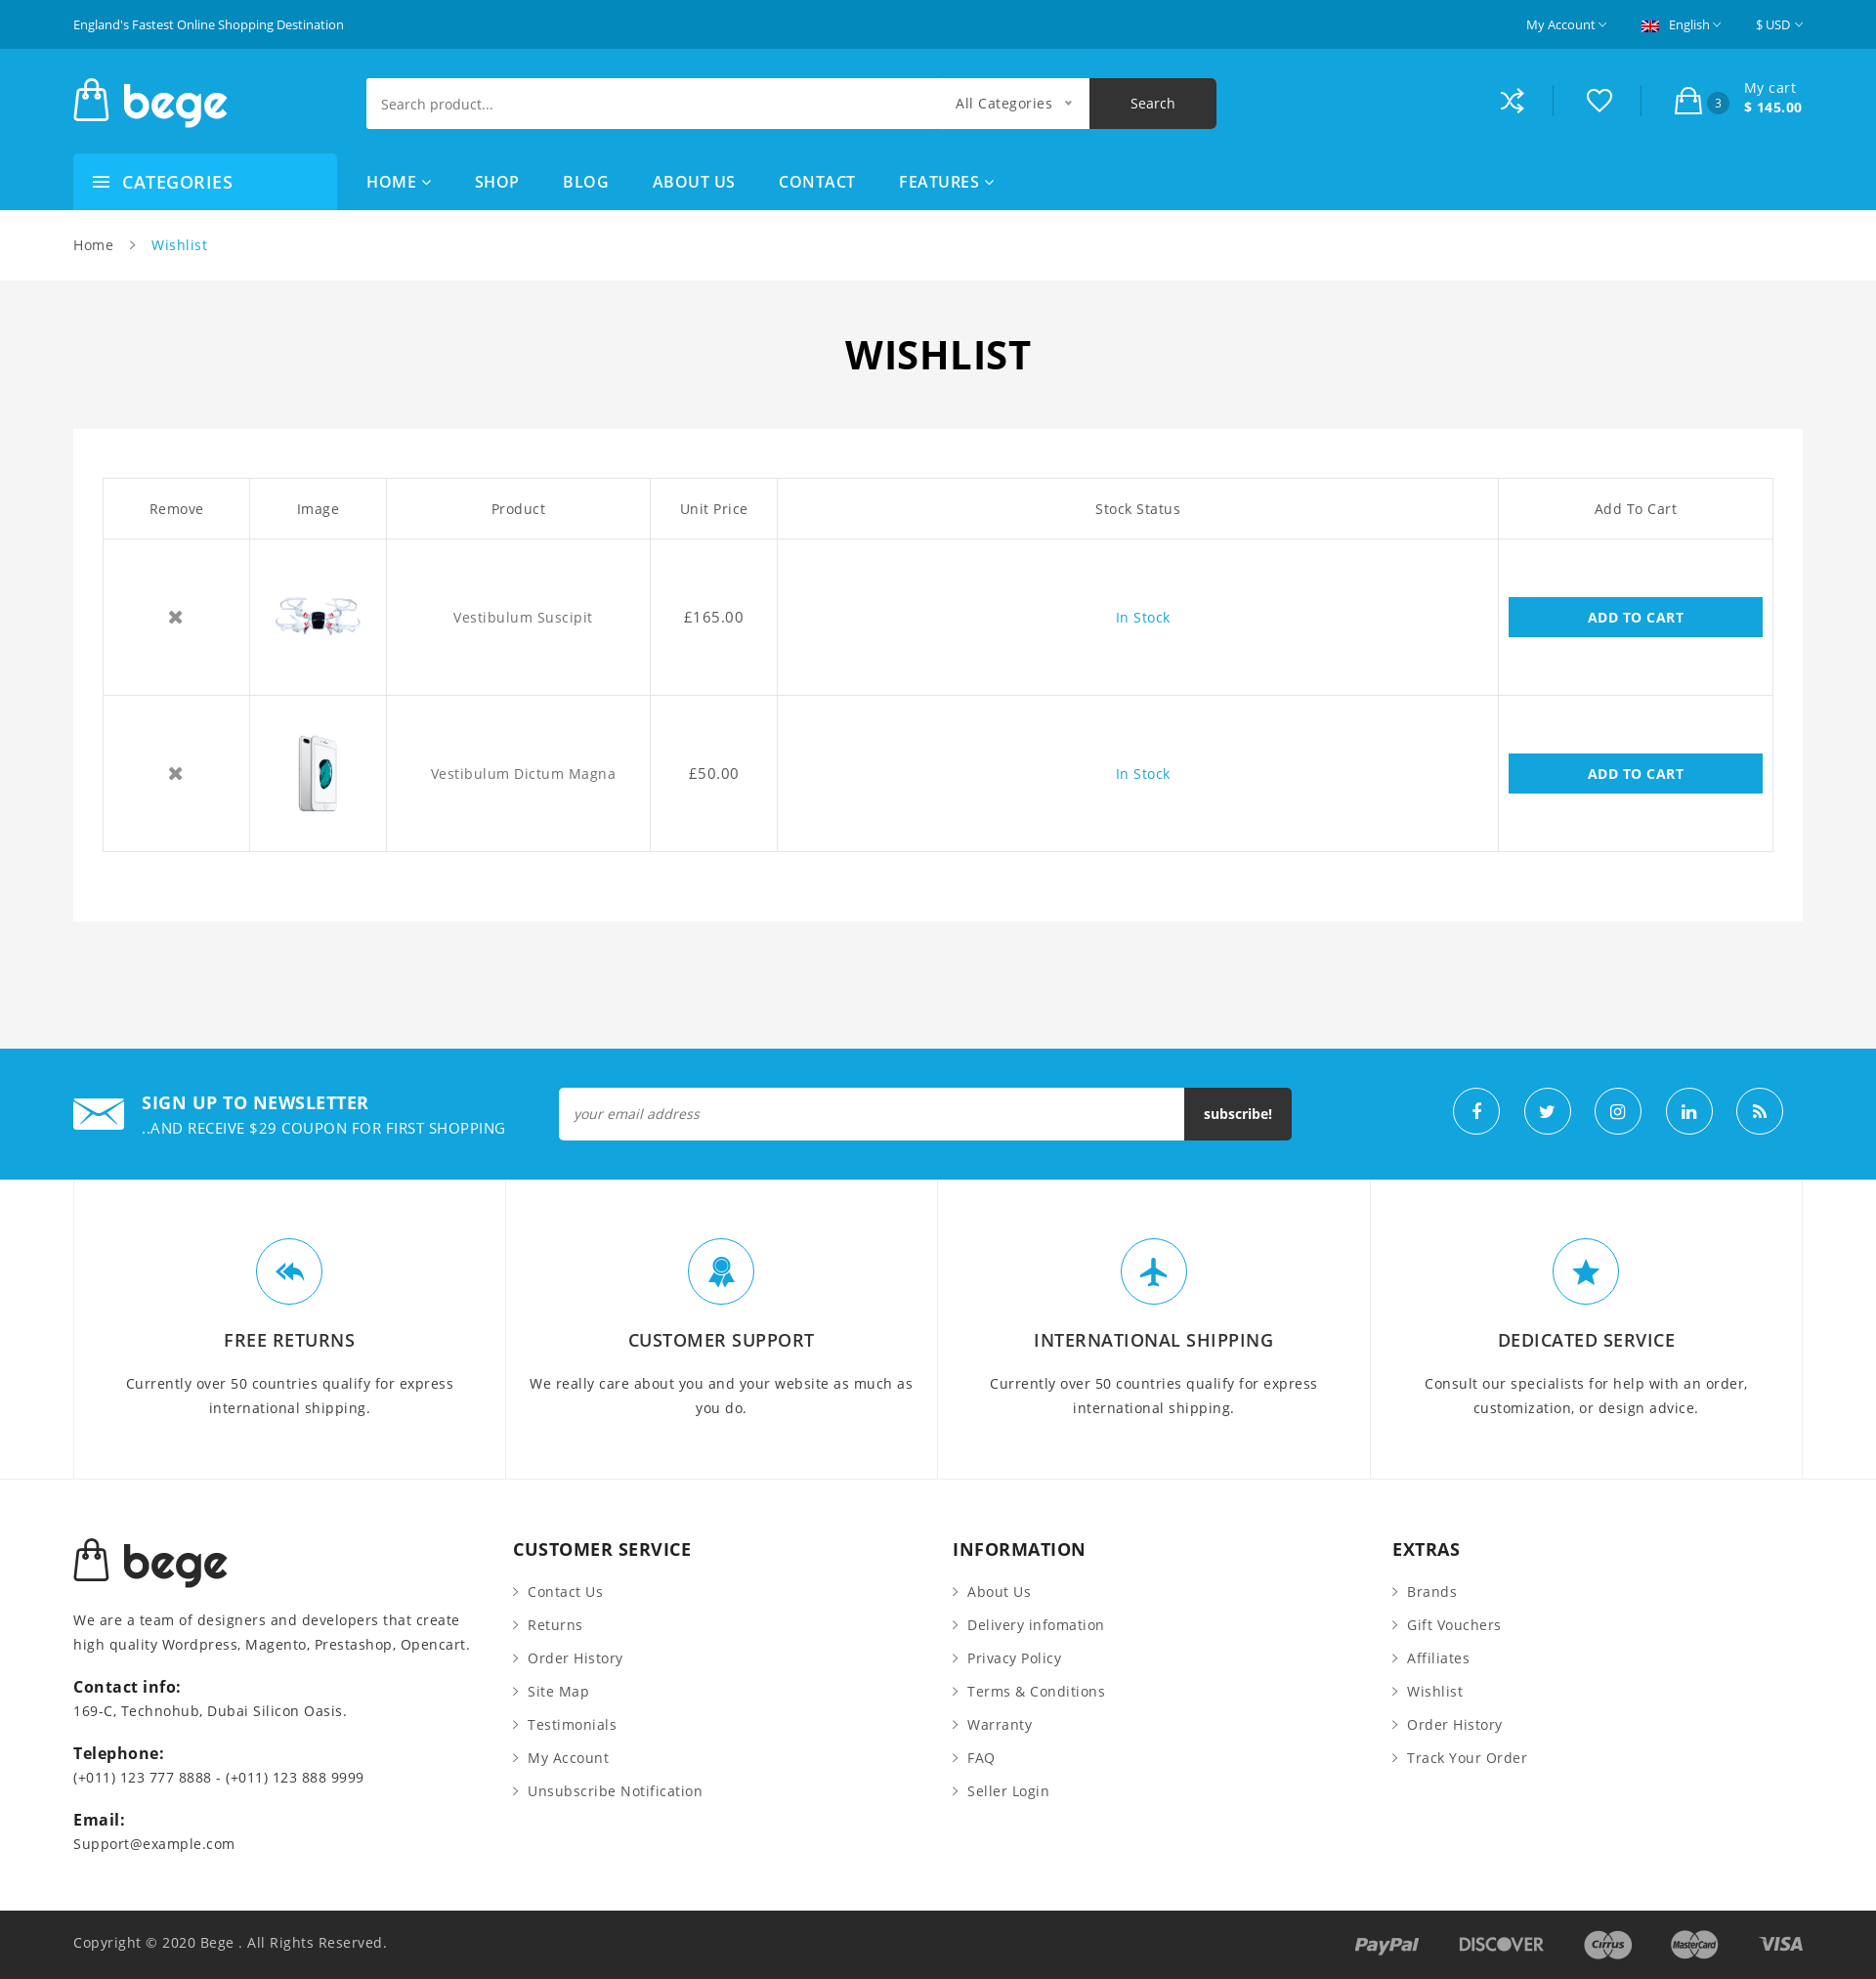 England's Fastest Online Shopping Destination
My Account
English
$ USD
bege
Search product...
All Categories
Search
3
My cart
$ 145.00
CATEGORIES
HOME
SHOP
BLOG
ABOUT US
CONTACT
FEATURES
Home
Wishlist
WISHLIST
Remove
Image
Product
Unit Price
Stock Status
Add To Cart
Vestibulum Suscipit
£165.00
In Stock
ADD TO CART
Vestibulum Dictum Magna
£50.00
In Stock
ADD TO CART
SIGN UP TO NEWSLETTER
..AND RECEIVE $29 COUPON FOR FIRST SHOPPING
your email address
subscribe!
FREE RETURNS
Currently over 50 countries qualify for express
international shipping.
CUSTOMER SUPPORT
We really care about you and your website as much as
you do.
INTERNATIONAL SHIPPING
Currently over 50 countries qualify for express
international shipping.
DEDICATED SERVICE
Consult our specialists for help with an order,
customization, or design advice.
bege
We are a team of designers and developers that create
high quality Wordpress, Magento, Prestashop, Opencart.
Contact info:
169-C, Technohub, Dubai Silicon Oasis.
Telephone:
(+011) 123 777 8888 - (+011) 123 888 9999
Email:
Support@example.com
CUSTOMER SERVICE
Contact Us
Returns
Order History
Site Map
Testimonials
My Account
Unsubscribe Notification
INFORMATION
About Us
Delivery infomation
Privacy Policy
Terms & Conditions
Warranty
FAQ
Seller Login
EXTRAS
Brands
Gift Vouchers
Affiliates
Wishlist
Order History
Track Your Order
Copyright © 2020 Bege . All Rights Reserved.
PayPal
DISCOVER
Cirrus
MasterCard
VISA